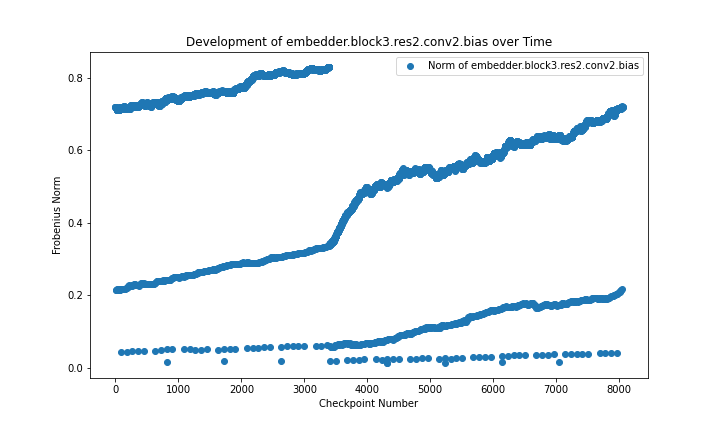 Development of embedder.block3.res2.conv2.bias over Time
Norm of embedder.block3.res2.conv2.bias
Frobenius Norm
0.8
0.6
0.4
0.2
0.0
0 1000 2000 3000 4000 5000 6000 7000 8000
Checkpoint Number